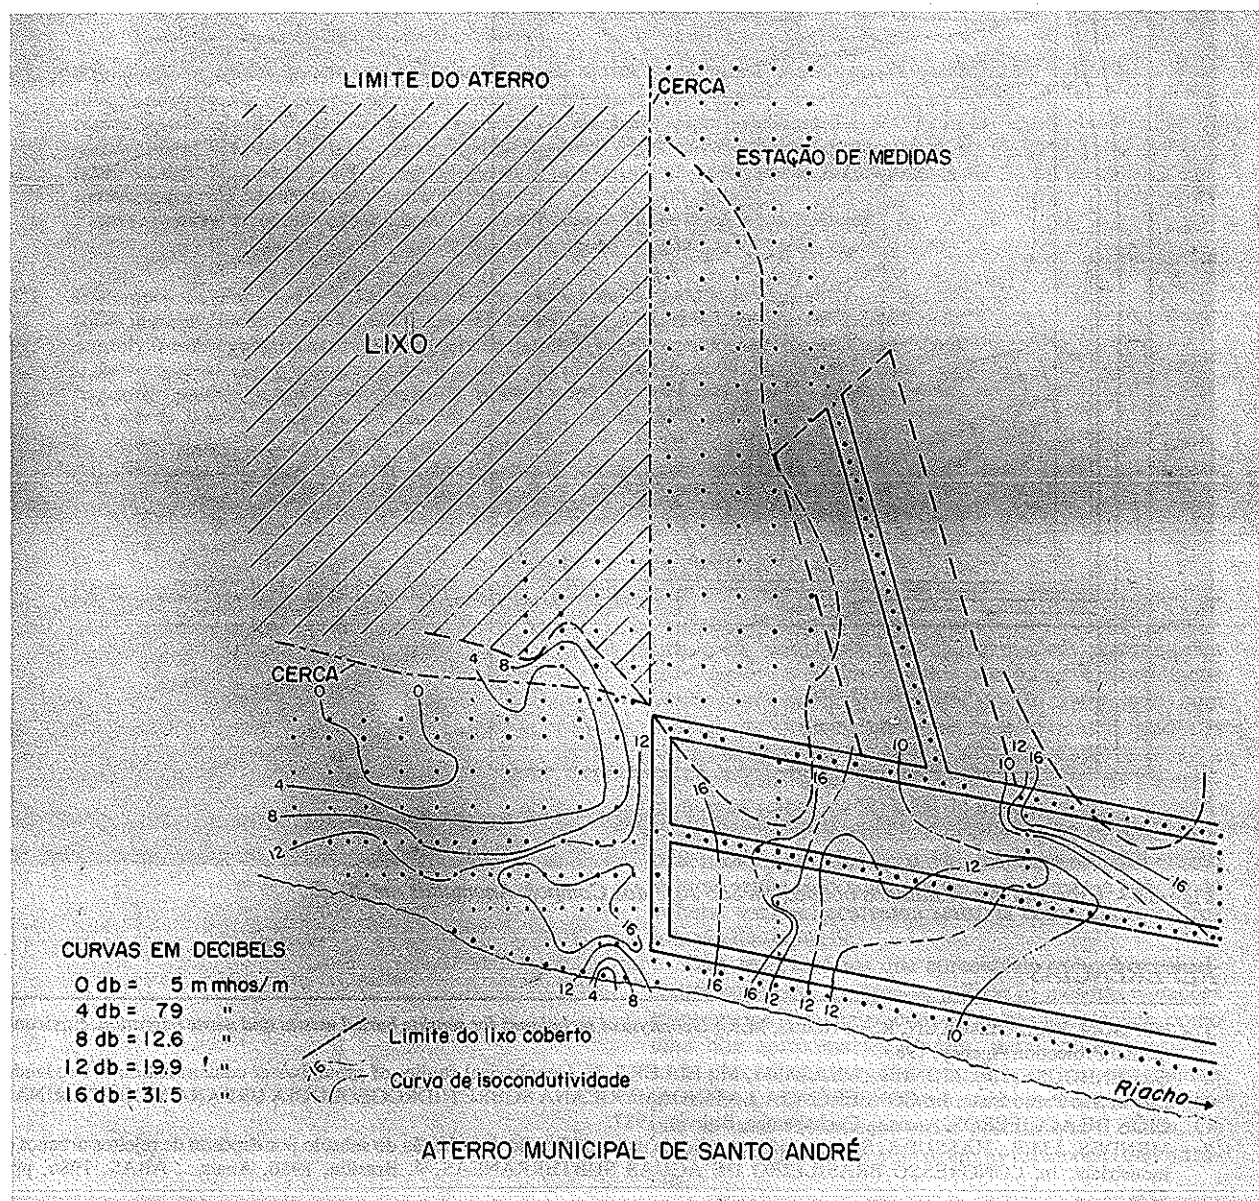 LIMITE DO ATERRO
CERCA
ESTAÇÃO DE MEDIDAS
LIXO
4
8
CERCA
0
0
12
10
12
10
16
16
16
4
8
12
12
16
16
12
4
8
16
16
12
12
12
10
CURVAS EM DECIBELS
0 db = 5 m mhos/m
4 db = 79 "
8 db = 12.6 "
12 db = 19.9 "
16 db = 31.5 "
Limite do lixo coberto
16
Curva de isocondutividade
Riacho
ATERRO MUNICIPAL DE SANTO ANDRÉ